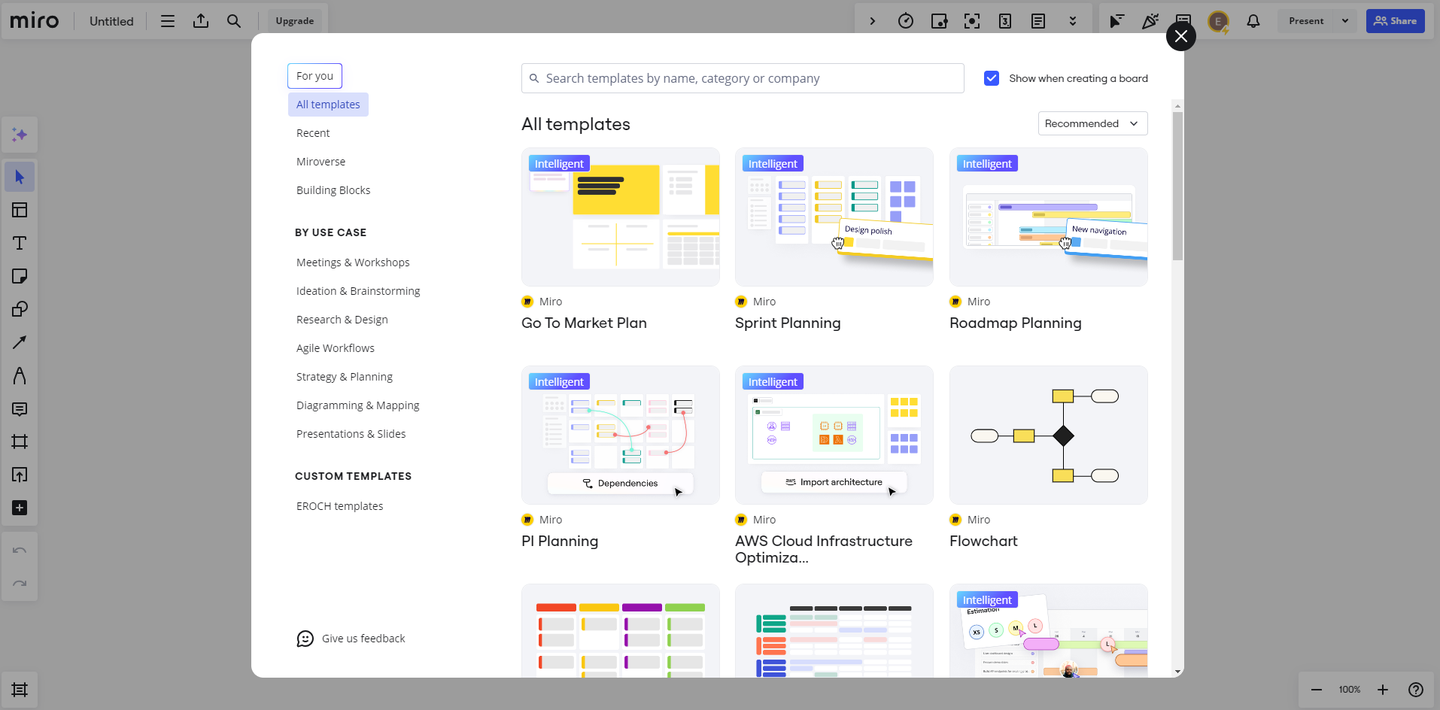 miro
Untitled
Upgrade
3
E
Present
Share
For you
All templates
Recent
Miroverse
Building Blocks
BY USE CASE
Meetings & Workshops
Ideation & Brainstorming
Research & Design
Agile Workflows
Strategy & Planning
Diagramming & Mapping
Presentations & Slides
CUSTOM TEMPLATES
EROCH templates
Give us feedback
Search templates by name, category or company
Show when creating a board
All templates
Recommended
Intelligent
Miro
Go To Market Plan
Intelligent
Design polish
Miro
Sprint Planning
Intelligent
New navigation
Miro
Roadmap Planning
Intelligent
Dependencies
Miro
PI Planning
Intelligent
Import architecture
Miro
AWS Cloud Infrastructure
Optimiza...
Miro
Flowchart
Intelligent
Estimation
XS
S
M
L
L
100%